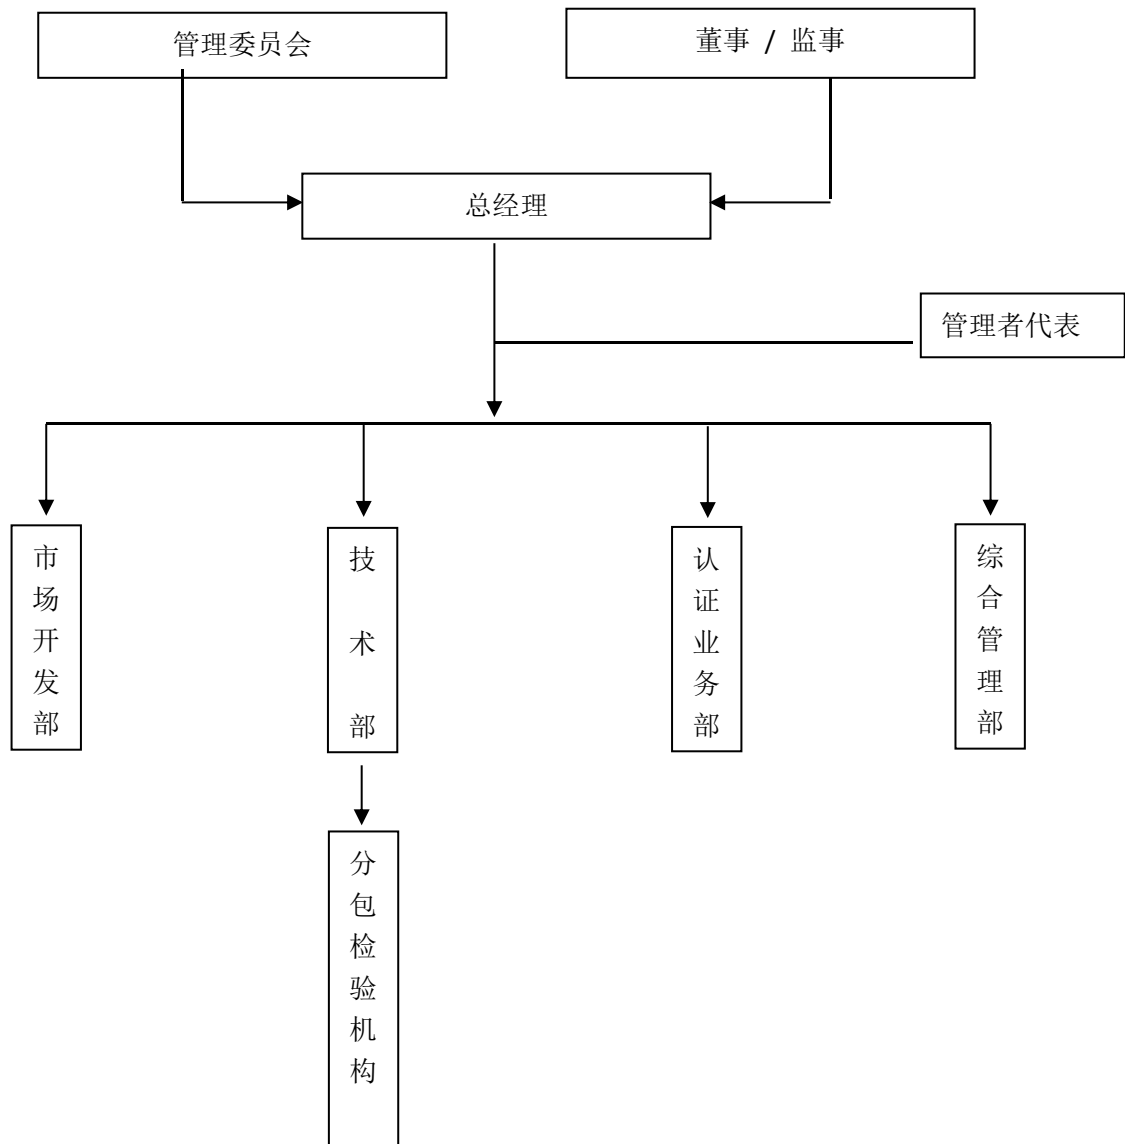 管理委员会
董事 / 监事
总经理
管理者代表
市场开发部
技术部
认证业务部
综合管理部
分包检验机构